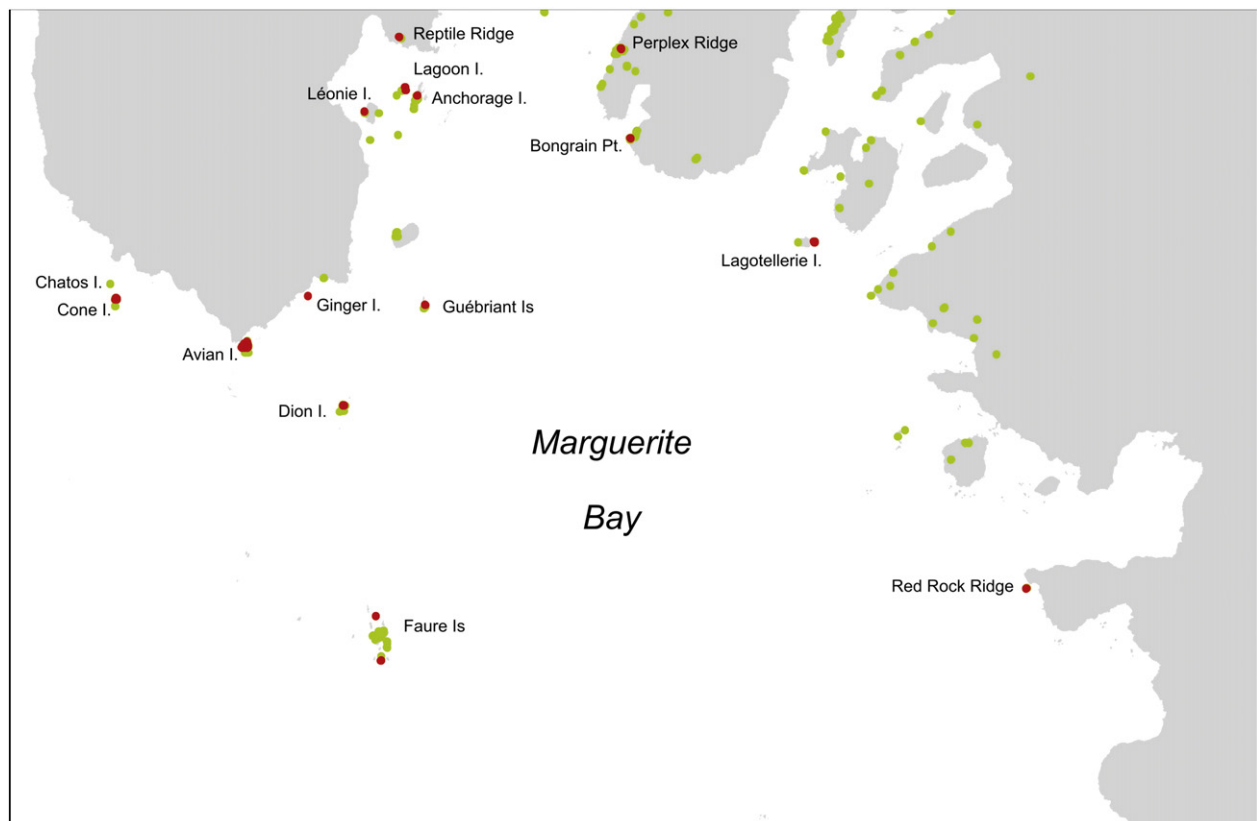 Reptile Ridge
Perplex Ridge
Lagoon I.
Léonie I.
Anchorage I.
Bongrain Pt.
Lagotellerie I.
Chatos I.
Cone I.
Ginger I.
Guébriant Is
Avian I.
Dion I.
Marguerite
Bay
Red Rock Ridge
Faure Is